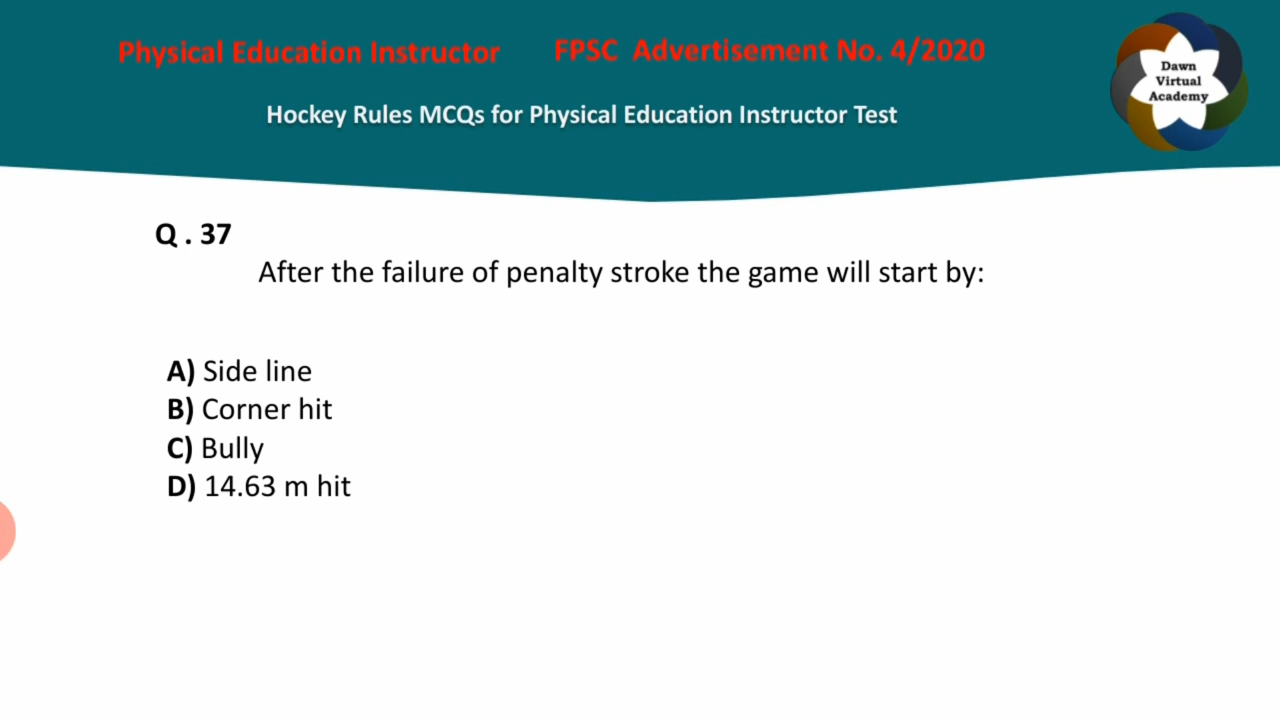 Physical Education Instructor FPSC Advertisement No. 4/2020
Hockey Rules MCQs for Physical Education Instructor Test
Dawn
Virtual
Academy
Q . 37
After the failure of penalty stroke the game will start by:
A) Side line
B) Corner hit
C) Bully
D) 14.63 m hit